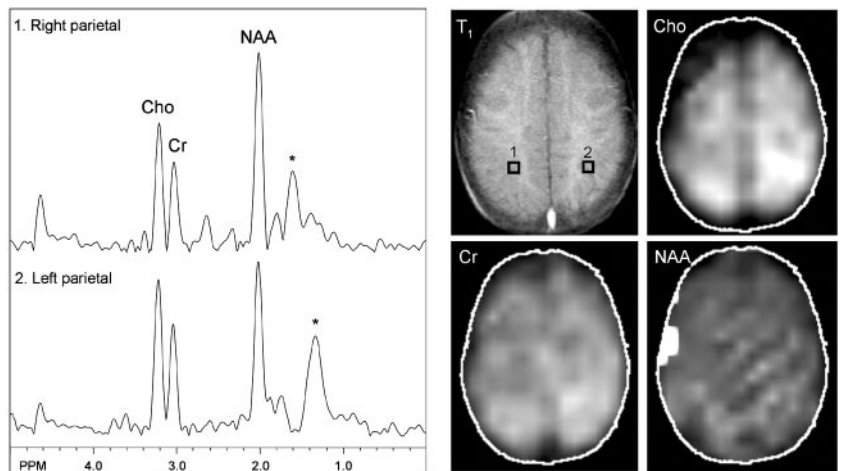 1. Right parietal
NAA
Cho
Cr
*
2. Left parietal
*
PPM 4.0 3.0 2.0 1.0
T1
1 2
Cho
Cr
NAA